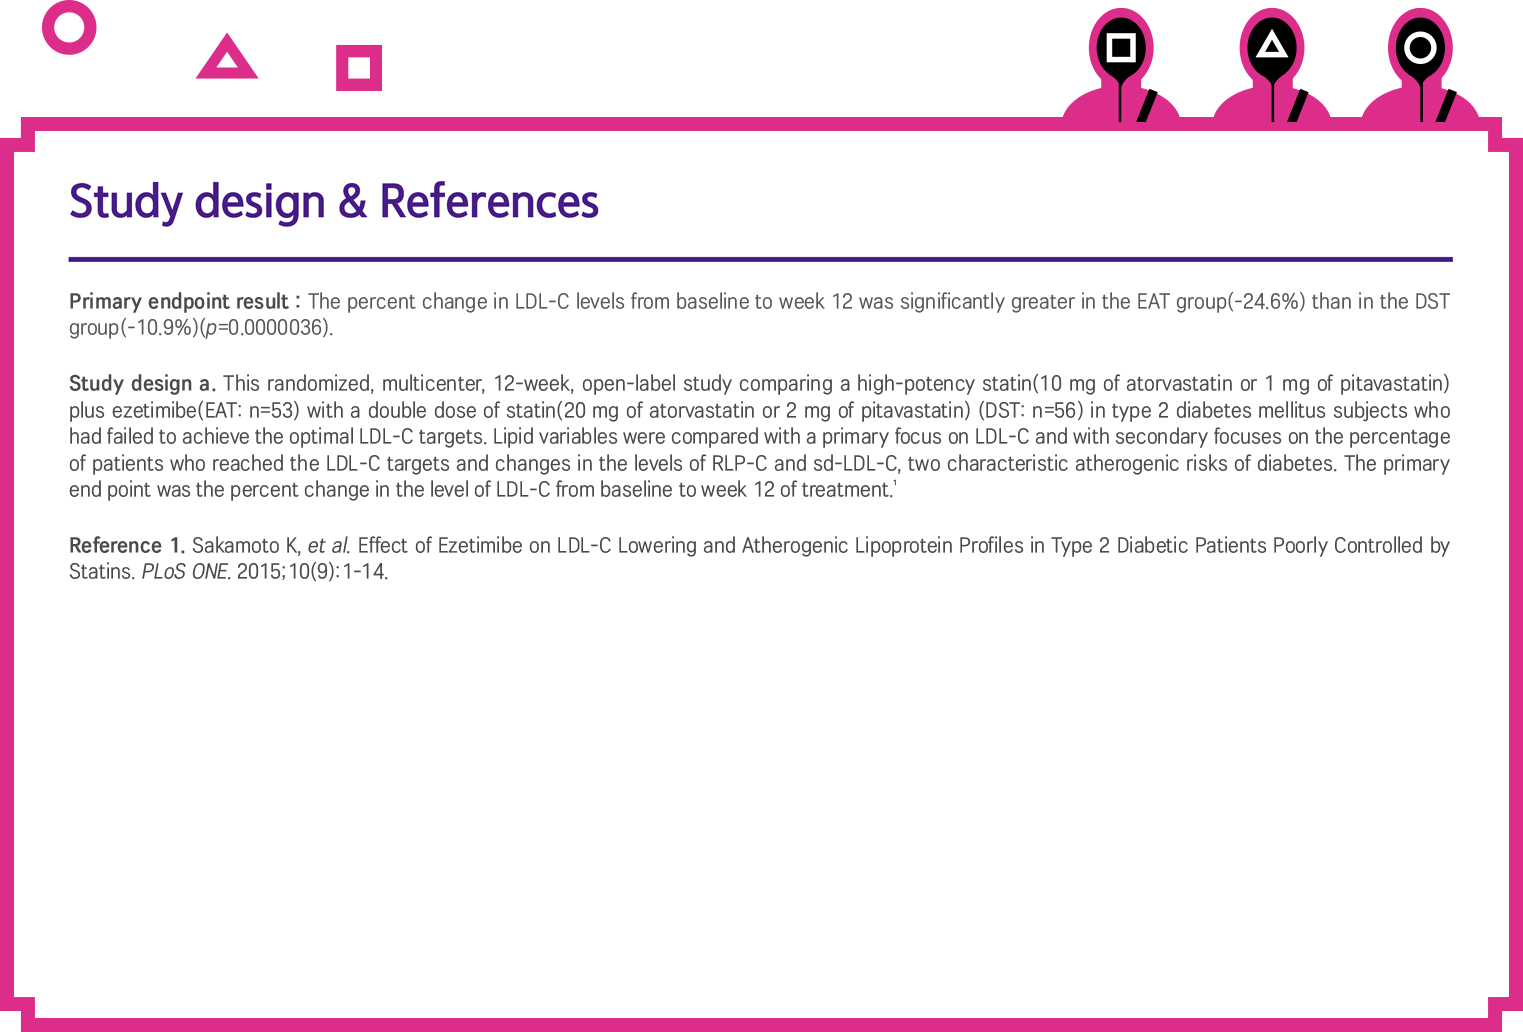 Study design & References
Primary endpoint result : The percent change in LDL-C levels from baseline to week 12 was significantly greater in the EAT group(-24.6%) than in the DST
group(-10.9%)(p=0.0000036).
Study design a. This randomized, multicenter, 12-week, open-label study comparing a high-potency statin(10 mg of atorvastatin or 1 mg of pitavastatin)
plus ezetimibe(EAT: n=53) with a double dose of statin(20 mg of atorvastatin or 2 mg of pitavastatin) (DST: n=56) in type 2 diabetes mellitus subjects who
had failed to achieve the optimal LDL-C targets. Lipid variables were compared with a primary focus on LDL-C and with secondary focuses on the percentage
of patients who reached the LDL-C targets and changes in the levels of RLP-C and sd-LDL-C, two characteristic atherogenic risks of diabetes. The primary
end point was the percent change in the level of LDL-C from baseline to week 12 of treatment.¹
Reference 1. Sakamoto K, et al. Effect of Ezetimibe on LDL-C Lowering and Atherogenic Lipoprotein Profiles in Type 2 Diabetic Patients Poorly Controlled by
Statins. PLoS ONE. 2015;10(9):1-14.